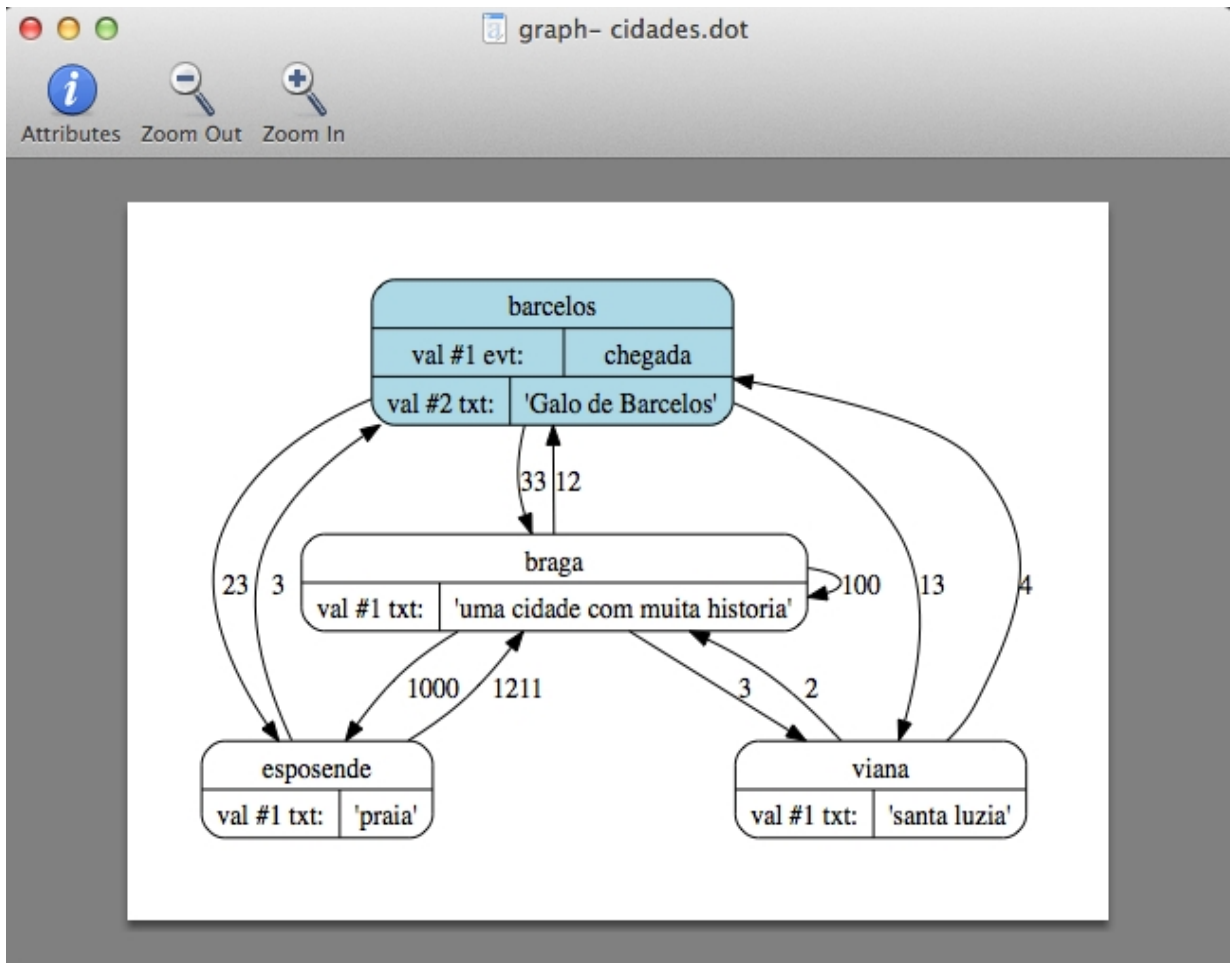 graph- cidades.dot
Attributes Zoom Out Zoom In
barcelos
val #1 evt: chegada
val #2 txt: 'Galo de Barcelos'
33 12
braga
val #1 txt: 'uma cidade com muita historia'
23 3 100 13 4
1000 1211 3 2
esposende
val #1 txt: 'praia'
viana
val #1 txt: 'santa luzia'